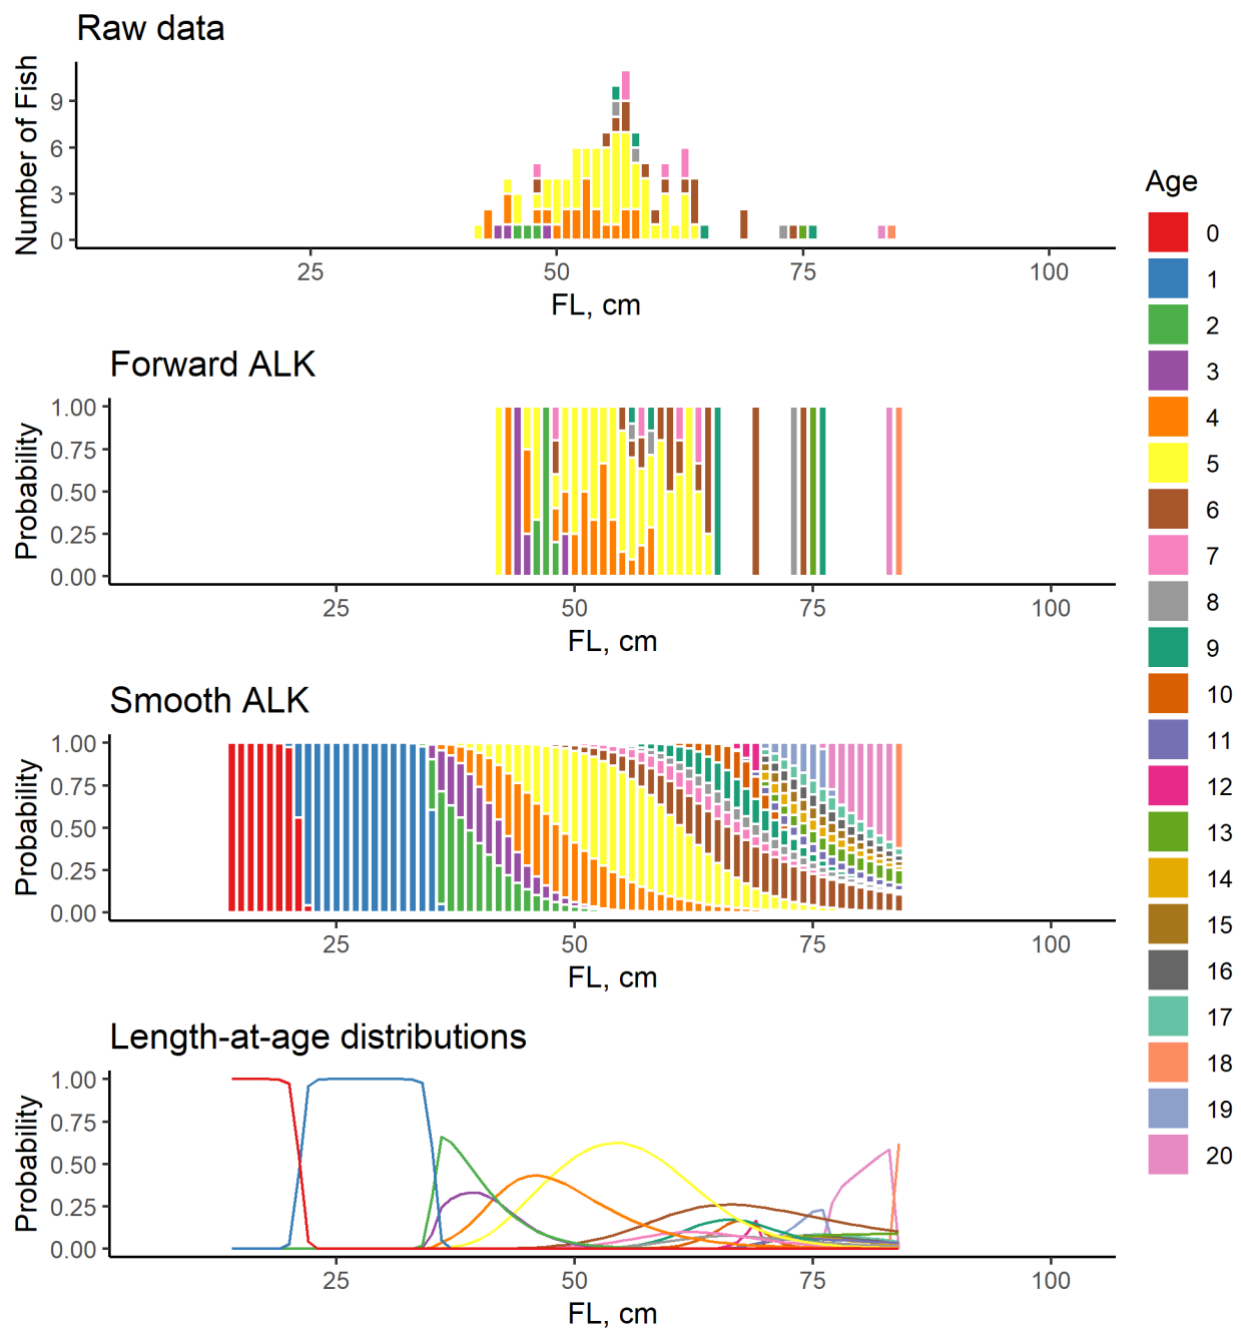 Raw data
Number of Fish
9
6
3
0
25 50 75 100
FL, cm
Forward ALK
Probability
1.00
0.75
0.50
0.25
0.00
25 50 75 100
FL, cm
Smooth ALK
Probability
1.00
0.75
0.50
0.25
0.00
25 50 75 100
FL, cm
Length-at-age distributions
Probability
1.00
0.75
0.50
0.25
0.00
25 50 75 100
FL, cm
Age
0
1
2
3
4
5
6
7
8
9
10
11
12
13
14
15
16
17
18
19
20